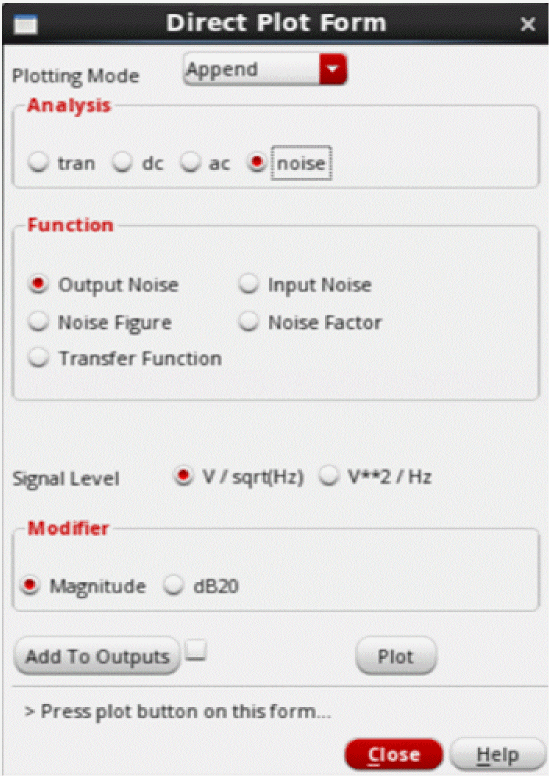 Direct Plot Form
Plotting Mode Append
Analysis
tran dc ac noise
Function
Output Noise Input Noise
Noise Figure Noise Factor
Transfer Function
Signal Level V / sqrt(Hz) V**2 / Hz
Modifier
Magnitude dB20
Add To Outputs Plot
> Press plot button on this form...
Close Help